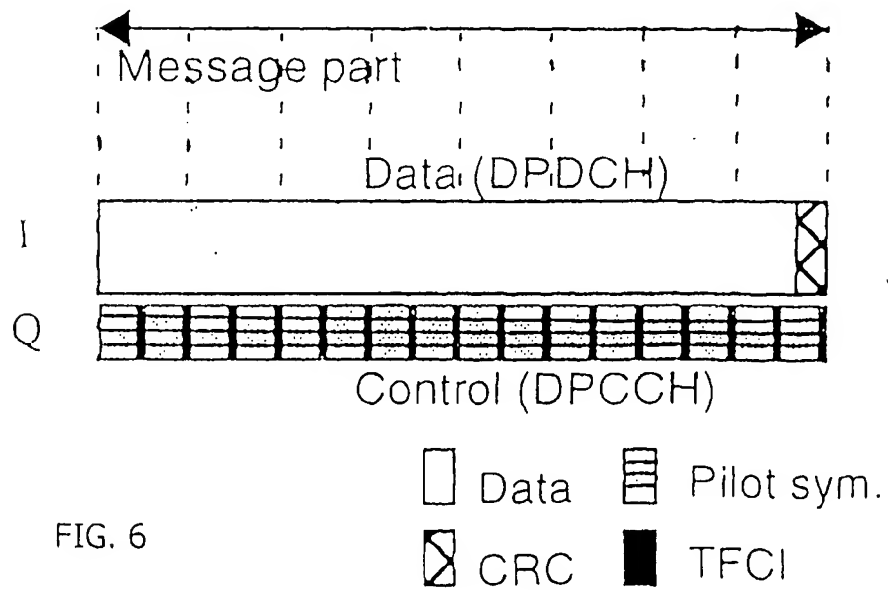 Message part
Data (DPDCH)
I
Q
Control (DPCCH)
Data
Pilot sym.
CRC
TFCI
FIG. 6